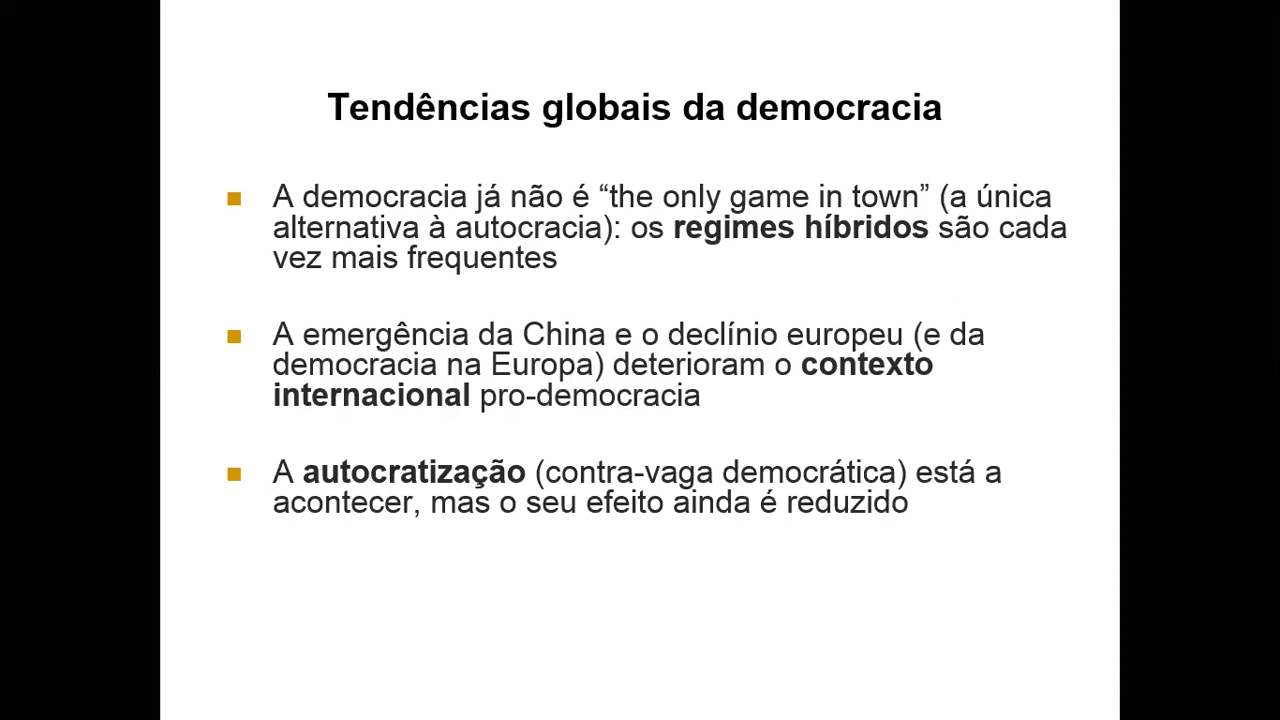 Tendências globais da democracia
A democracia já não é “the only game in town” (a única
alternativa à autocracia): os regimes híbridos são cada
vez mais frequentes
A emergência da China e o declínio europeu (e da
democracia na Europa) deterioram o contexto
internacional pro-democracia
A autocratização (contra-vaga democrática) está a
acontecer, mas o seu efeito ainda é reduzido